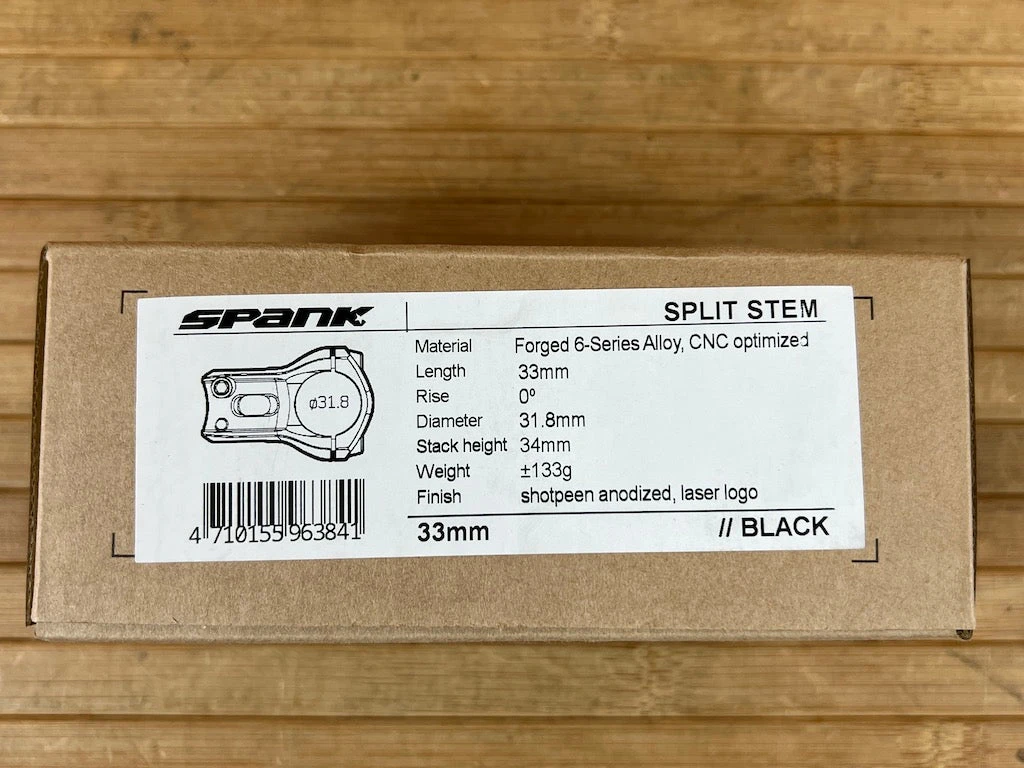 SPANK
SPLIT STEM
Material Forged 6-Series Alloy, CNC optimized
Length 33mm
Rise 0º
Diameter 31.8mm
Stack height 34mm
Weight ±133g
Finish shotpeen anodized, laser logo
ø31.8
4 710155 963841
33mm // BLACK